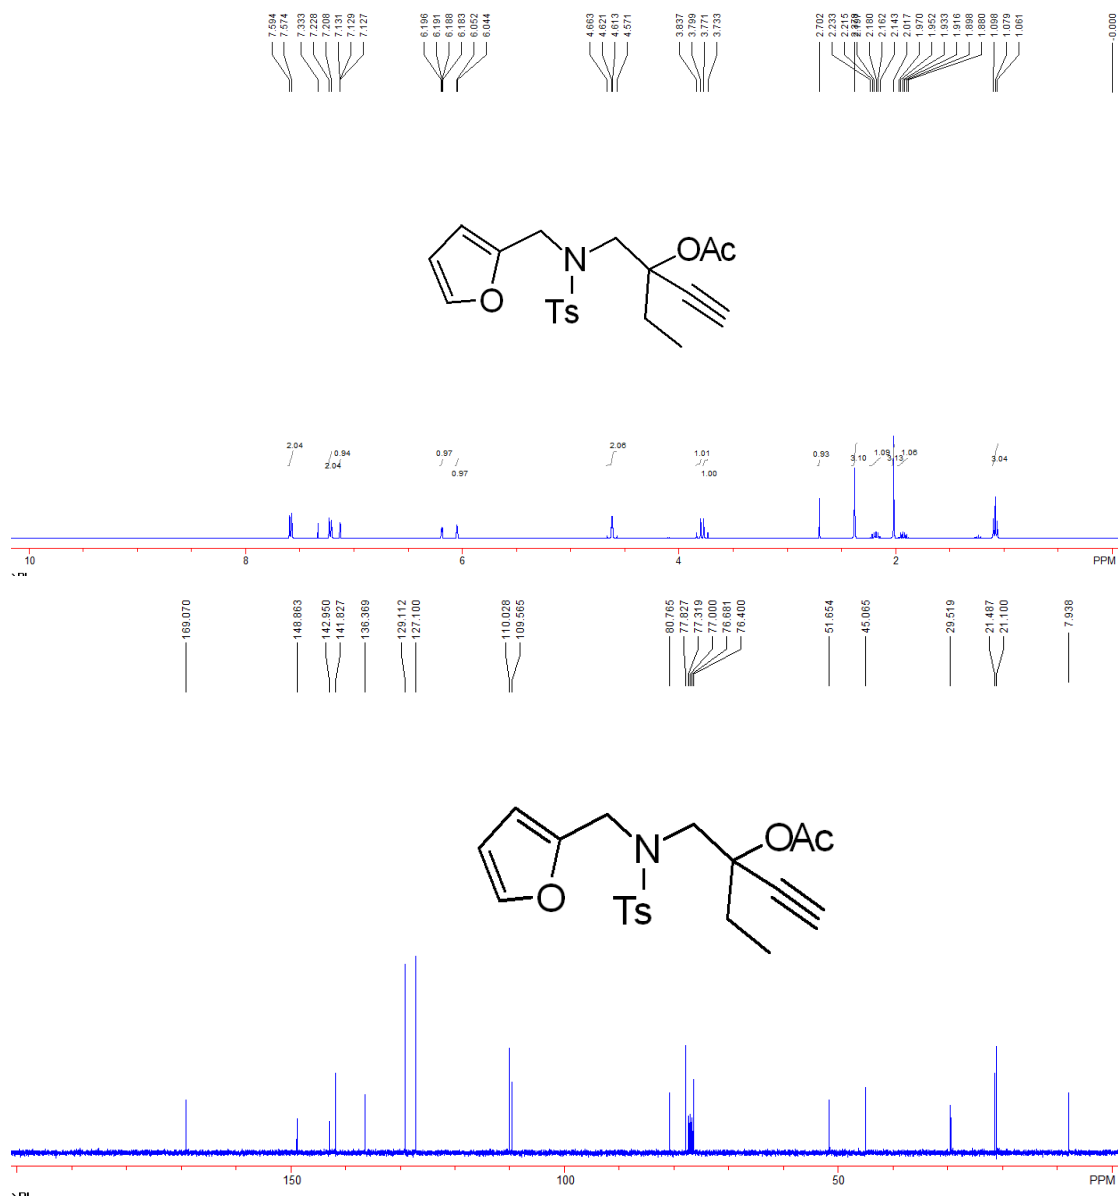 7.594 7.574 7.333 7.228 7.208 7.131 7.129 7.127 6.196 6.191 6.188 6.183 6.052 6.044 4.663 4.621 4.613 4.571 3.837 3.799 3.771 3.733 2.702 2.233 2.215 2.180 2.162 2.143 2.017 1.970 1.952 1.933 1.916 1.898 1.880 1.098 1.079 1.061 -0.000
OAc
N
O
Ts
2.04 2.04 0.94 0.97 0.97 2.06 1.01 1.00 0.93 3.10 1.09 3.13 1.06 3.04
10 8 6 4 2 PPM
169.070 148.863 142.950 141.827 136.369 129.112 127.100 110.028 109.565 80.765 77.827 77.319 77.000 76.681 76.400 51.654 45.065 29.519 21.487 21.100 7.938
OAc
N
O
Ts
150 100 50 PPM